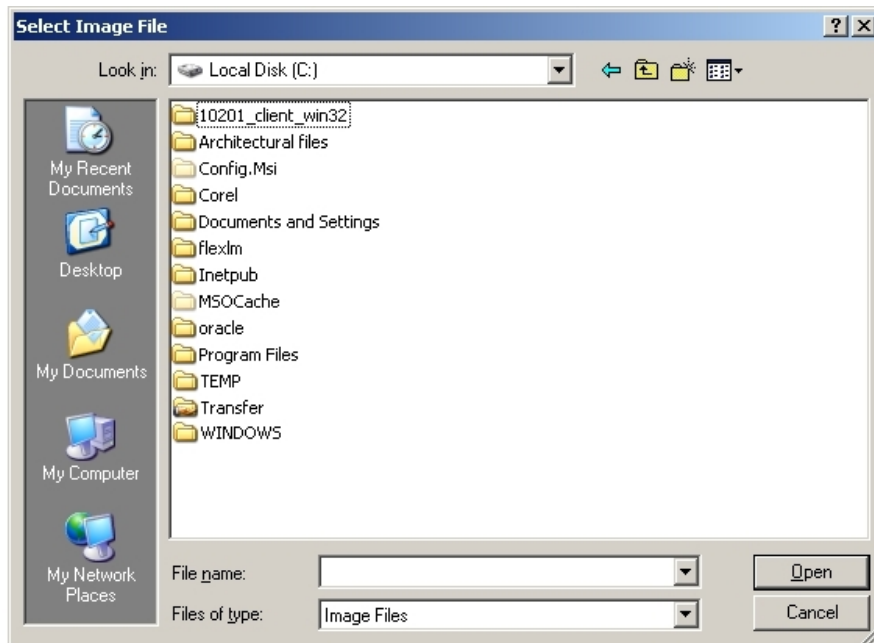 Select Image File
Look in: Local Disk (C:)
My Recent
Documents
Desktop
My Documents
My Computer
My Network
Places
10201_client_win32
Architectural files
Config.Msi
Corel
Documents and Settings
flexlm
Inetpub
MSOCache
oracle
Program Files
TEMP
Transfer
WINDOWS
File name:
Open
Files of type: Image Files
Cancel